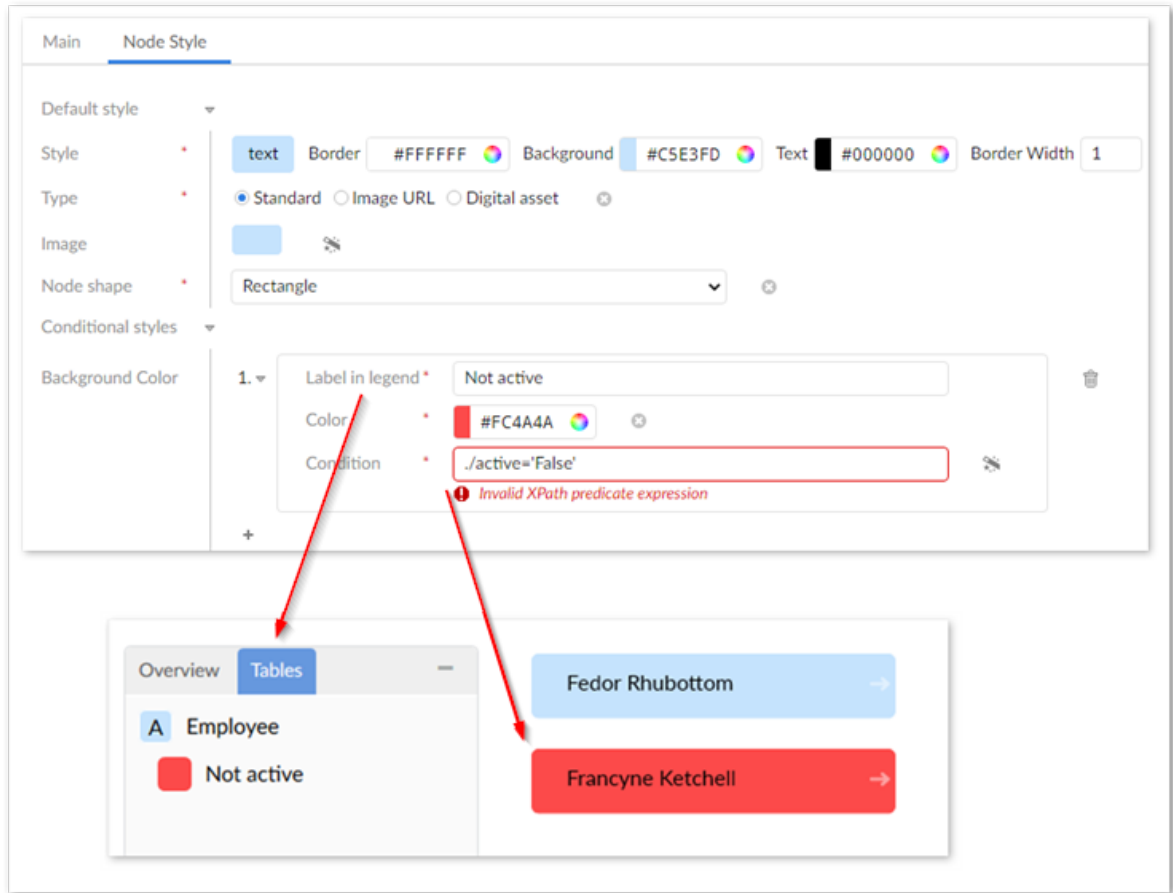 Main Node Style
Default style
Style * text Border #FFFFFF Background #C5E3FD Text #000000 Border Width 1
Type * Standard Image URL Digital asset
Image
Node shape * Rectangle
Conditional styles
Background Color 1. Label in legend * Not active
Color * #FC4A4A
Condition * ./active='False'
Invalid XPath predicate expression
+
Overview Tables
Fedor Rhubottom
A Employee
Not active
Francyne Ketchell